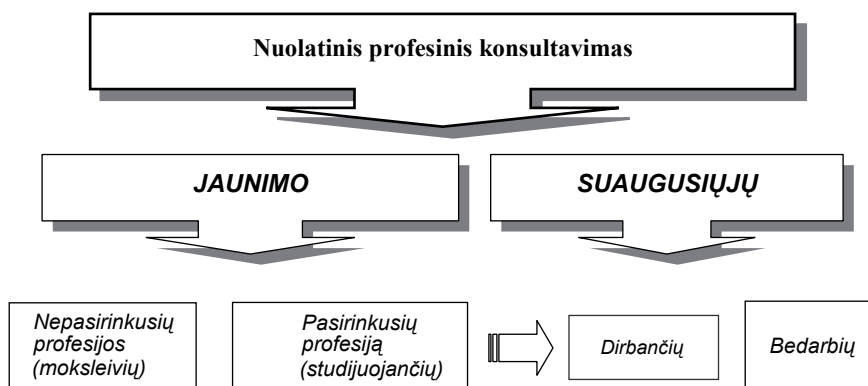 Nuolatinis profesinis konsultavimas
JAUNIMO
SUAUGUSIŲJŲ
Nepasirinkusių
profesijos
(moksleivių)
Pasirinkusių
profesiją
(studijuojančių)
Dirbančių
Bedarbių